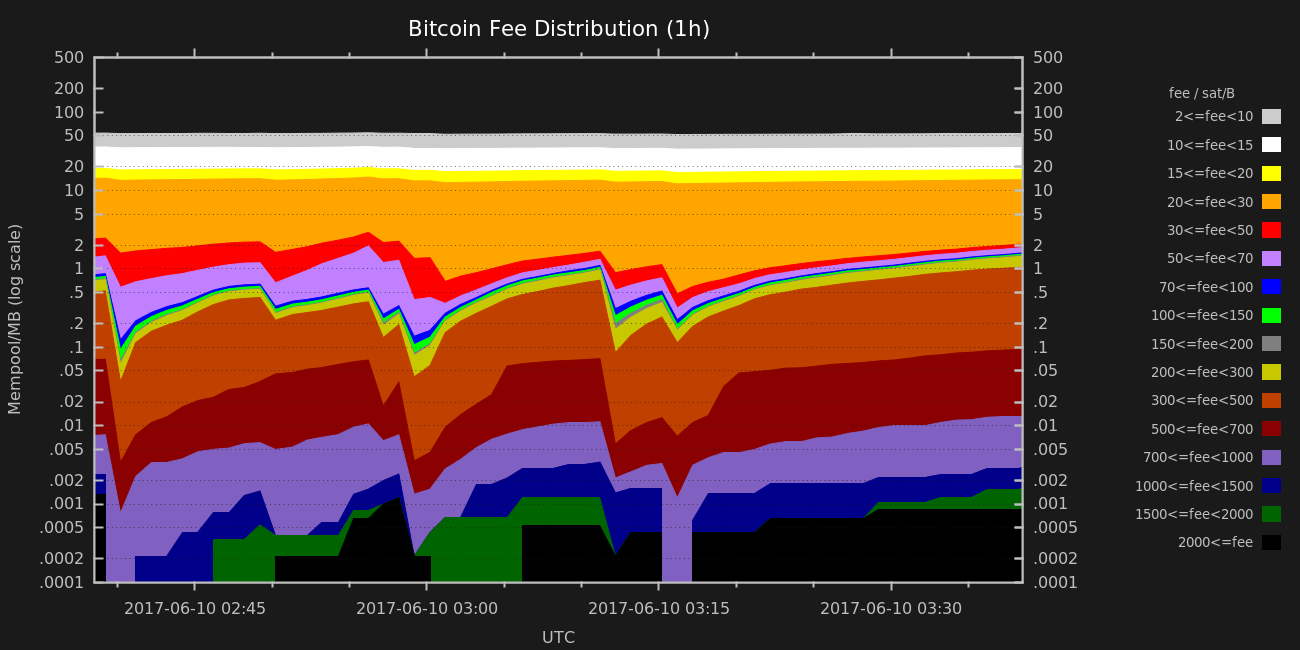 Bitcoin Fee Distribution (1h)
500 500
200 200
100 100
50 50
20 20
10 10
5 5
2 2
1 1
.5 .5
.2 .2
.1 .1
.05 .05
.02 .02
.01 .01
.005 .005
.002 .002
.001 .001
.0005 .0005
.0002 .0002
.0001 .0001
Mempool/MB (log scale)
2017-06-10 02:45 2017-06-10 03:00 2017-06-10 03:15 2017-06-10 03:30
UTC
fee / sat/B
2<=fee<10
10<=fee<15
15<=fee<20
20<=fee<30
30<=fee<50
50<=fee<70
70<=fee<100
100<=fee<150
150<=fee<200
200<=fee<300
300<=fee<500
500<=fee<700
700<=fee<1000
1000<=fee<1500
1500<=fee<2000
2000<=fee